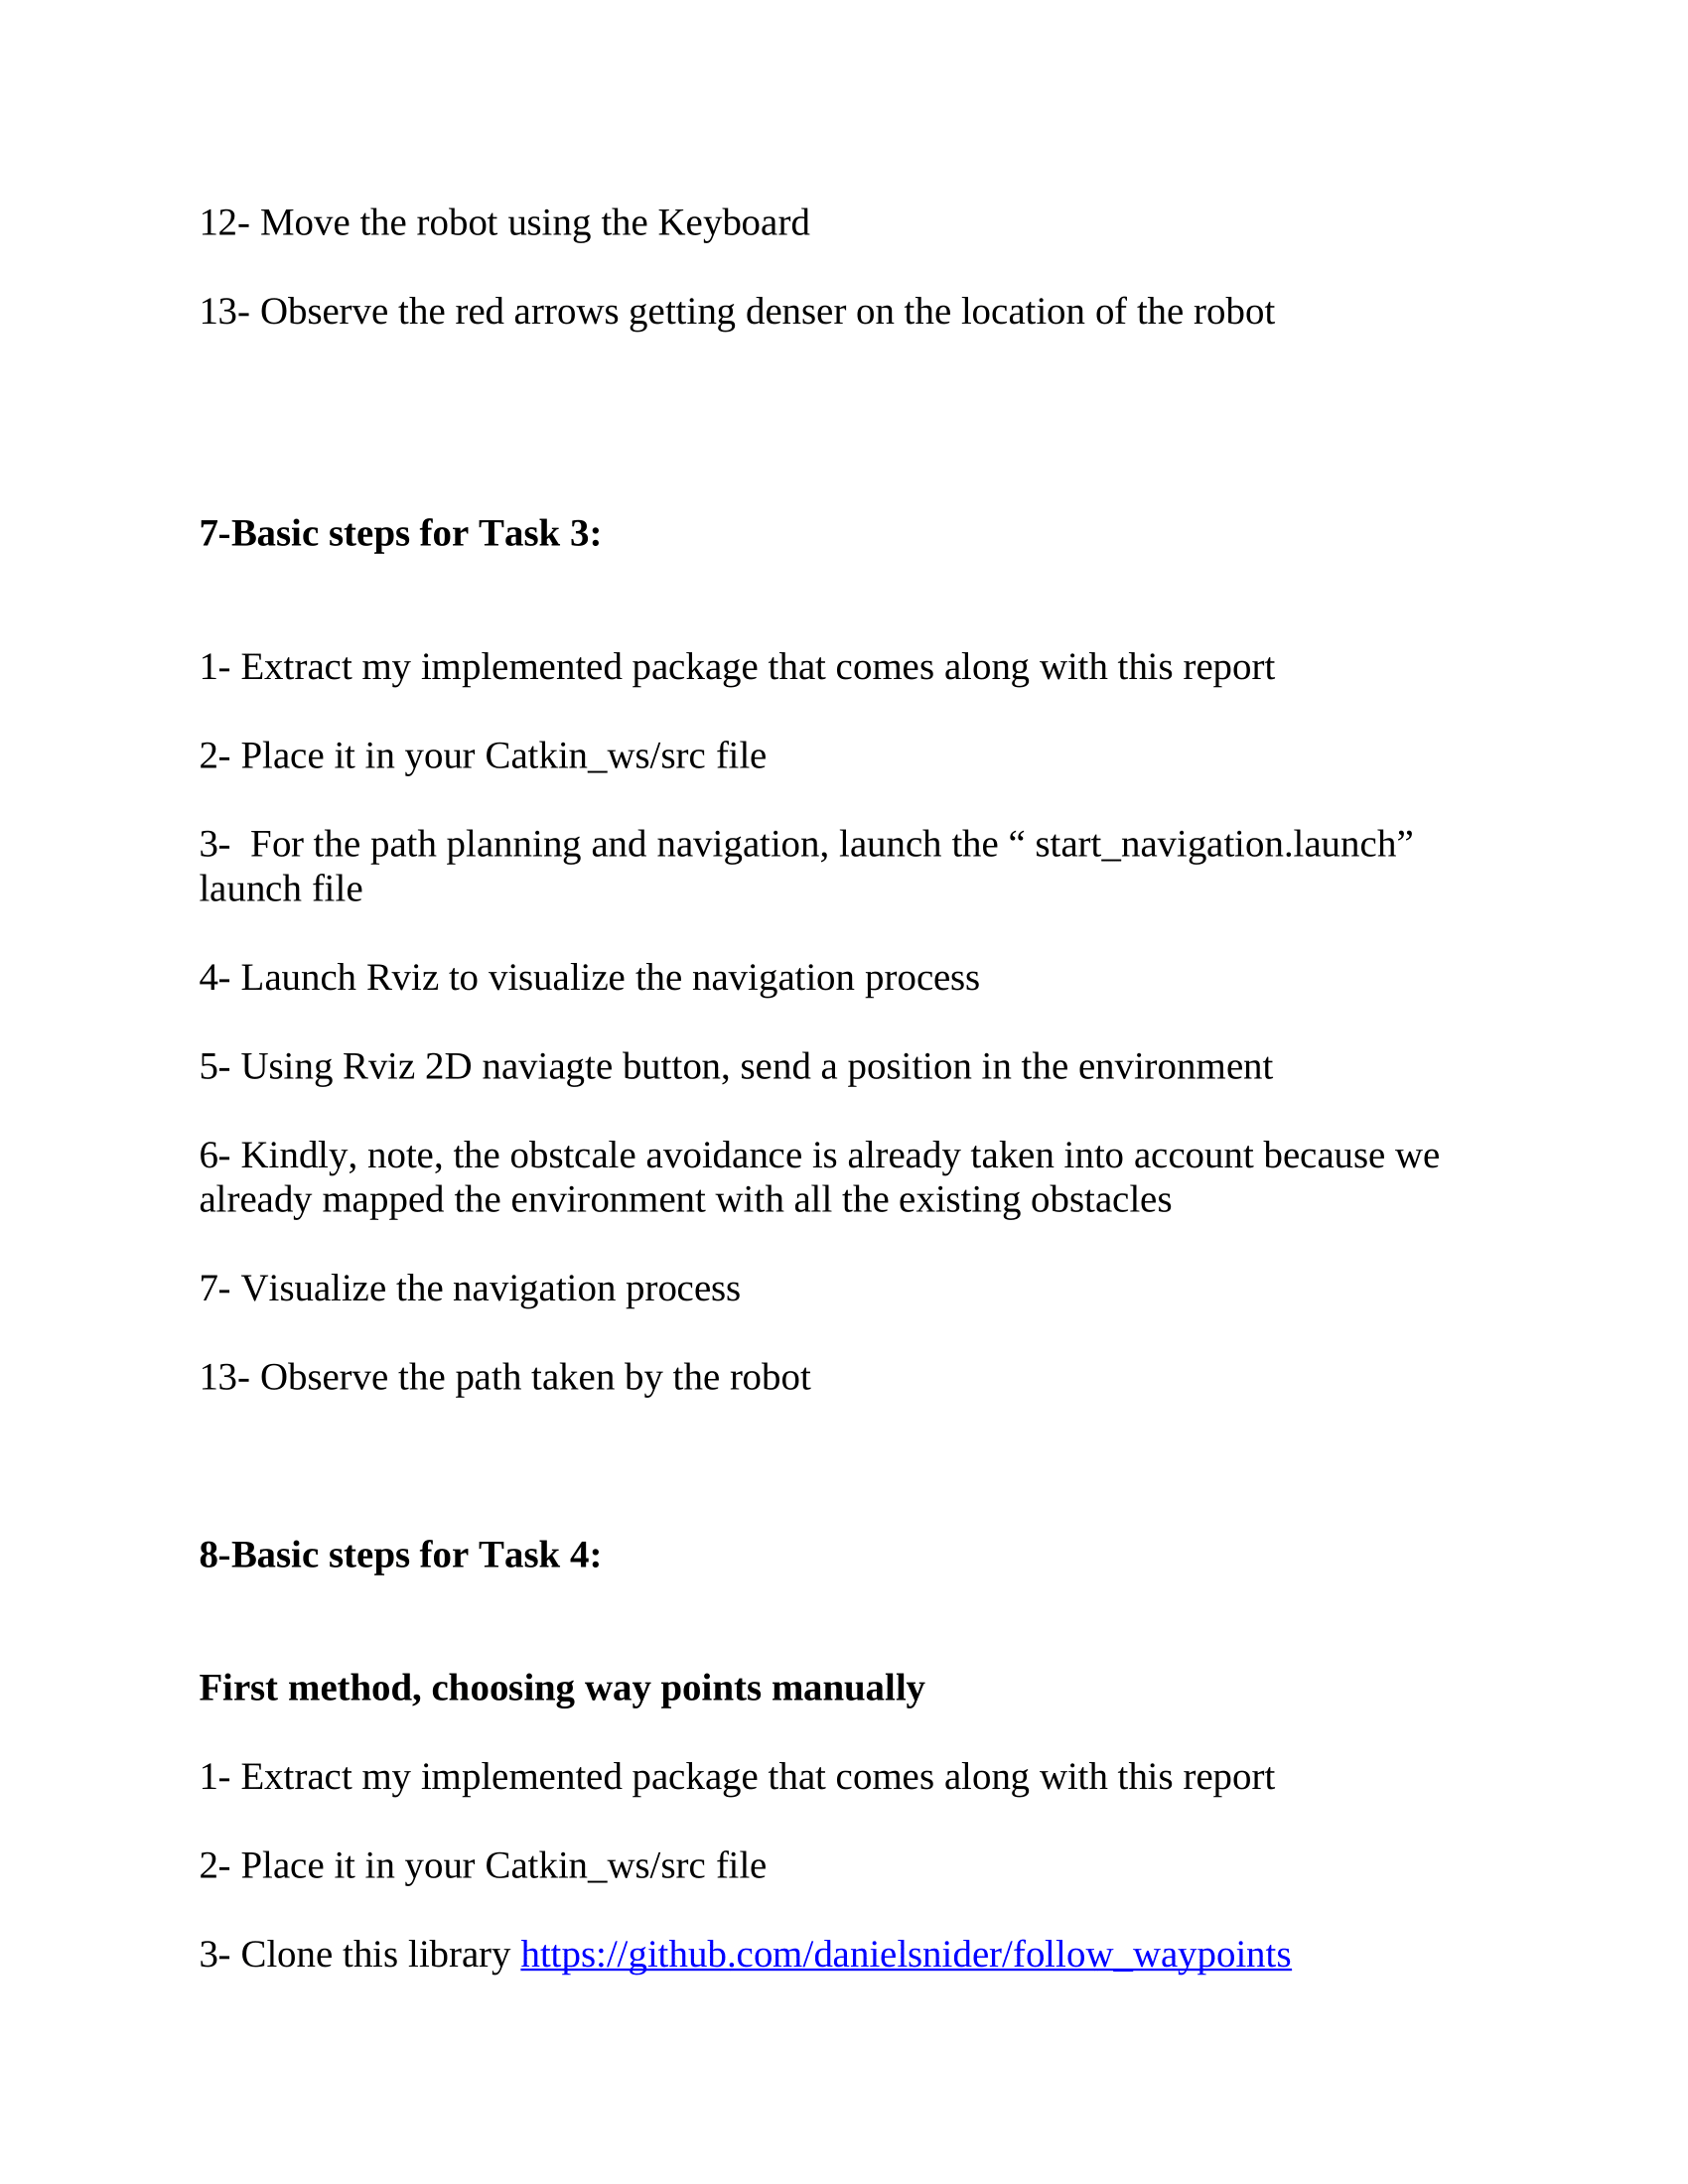 12- Move the robot using the Keyboard
13- Observe the red arrows getting denser on the location of the robot
7-Basic steps for Task 3:
1- Extract my implemented package that comes along with this report
2- Place it in your Catkin_ws/src file
3-  For the path planning and navigation, launch the “ start_navigation.launch”
launch file
4- Launch Rviz to visualize the navigation process
5- Using Rviz 2D naviagte button, send a position in the environment
6- Kindly, note, the obstcale avoidance is already taken into account because we
already mapped the environment with all the existing obstacles
7- Visualize the navigation process
13- Observe the path taken by the robot
8-Basic steps for Task 4:
First method, choosing way points manually
1- Extract my implemented package that comes along with this report
2- Place it in your Catkin_ws/src file
3- Clone this library https://github.com/danielsnider/follow_waypoints